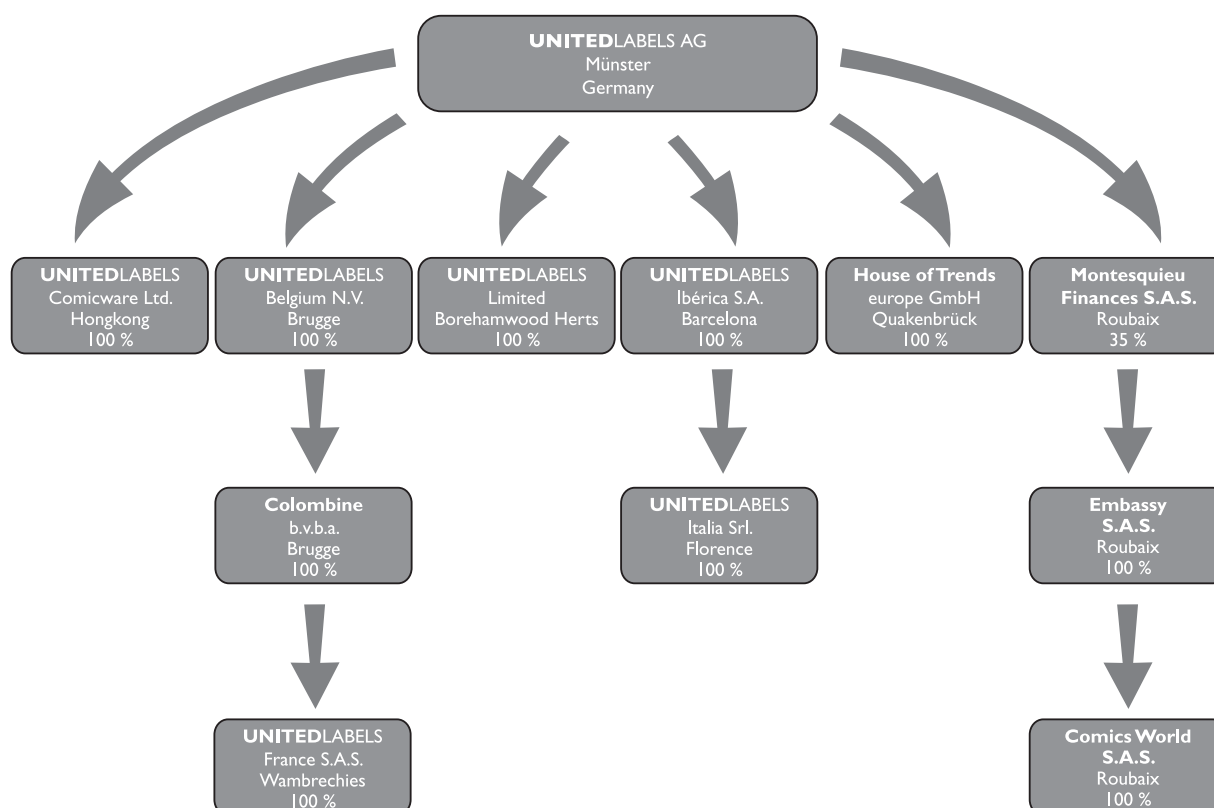 UNITEDLABELS AG
Münster
Germany
UNITEDLABELS
Comicware Ltd.
Hongkong
100 %
UNITEDLABELS
Belgium N.V.
Brugge
100 %
UNITEDLABELS
Limited
Borehamwood Herts
100 %
UNITEDLABELS
Ibérica S.A.
Barcelona
100 %
House of Trends
europe GmbH
Quakenbrück
100 %
Montesquieu
Finances S.A.S.
Roubaix
35 %
Colombine
b.v.b.a.
Brugge
100 %
UNITEDLABELS
Italia Srl.
Florence
100 %
Embassy
S.A.S.
Roubaix
100 %
UNITEDLABELS
France S.A.S.
Wambrechies
100 %
Comics World
S.A.S.
Roubaix
100 %